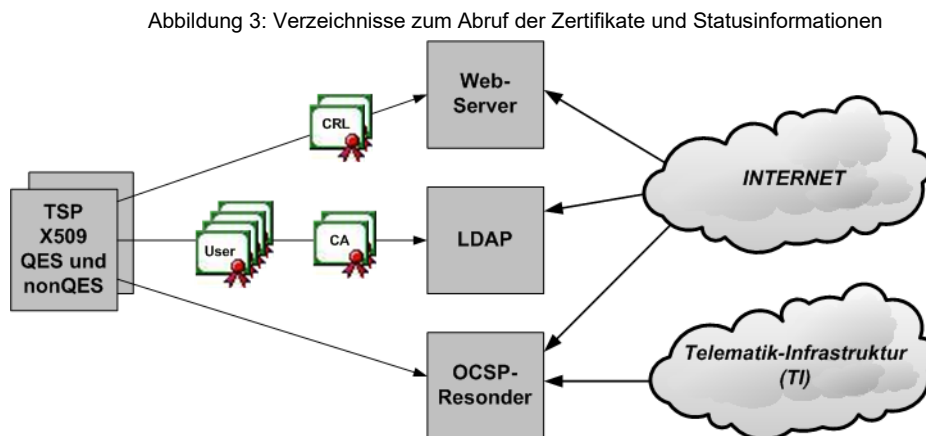 Abbildung 3: Verzeichnisse zum Abruf der Zertifikate und Statusinformationen
Web-
Server
CRL
INTERNET
TSP
X509
QES und
nonQES
User
CA
LDAP
OCSP-
Resonder
Telematik-Infrastruktur
(TI)